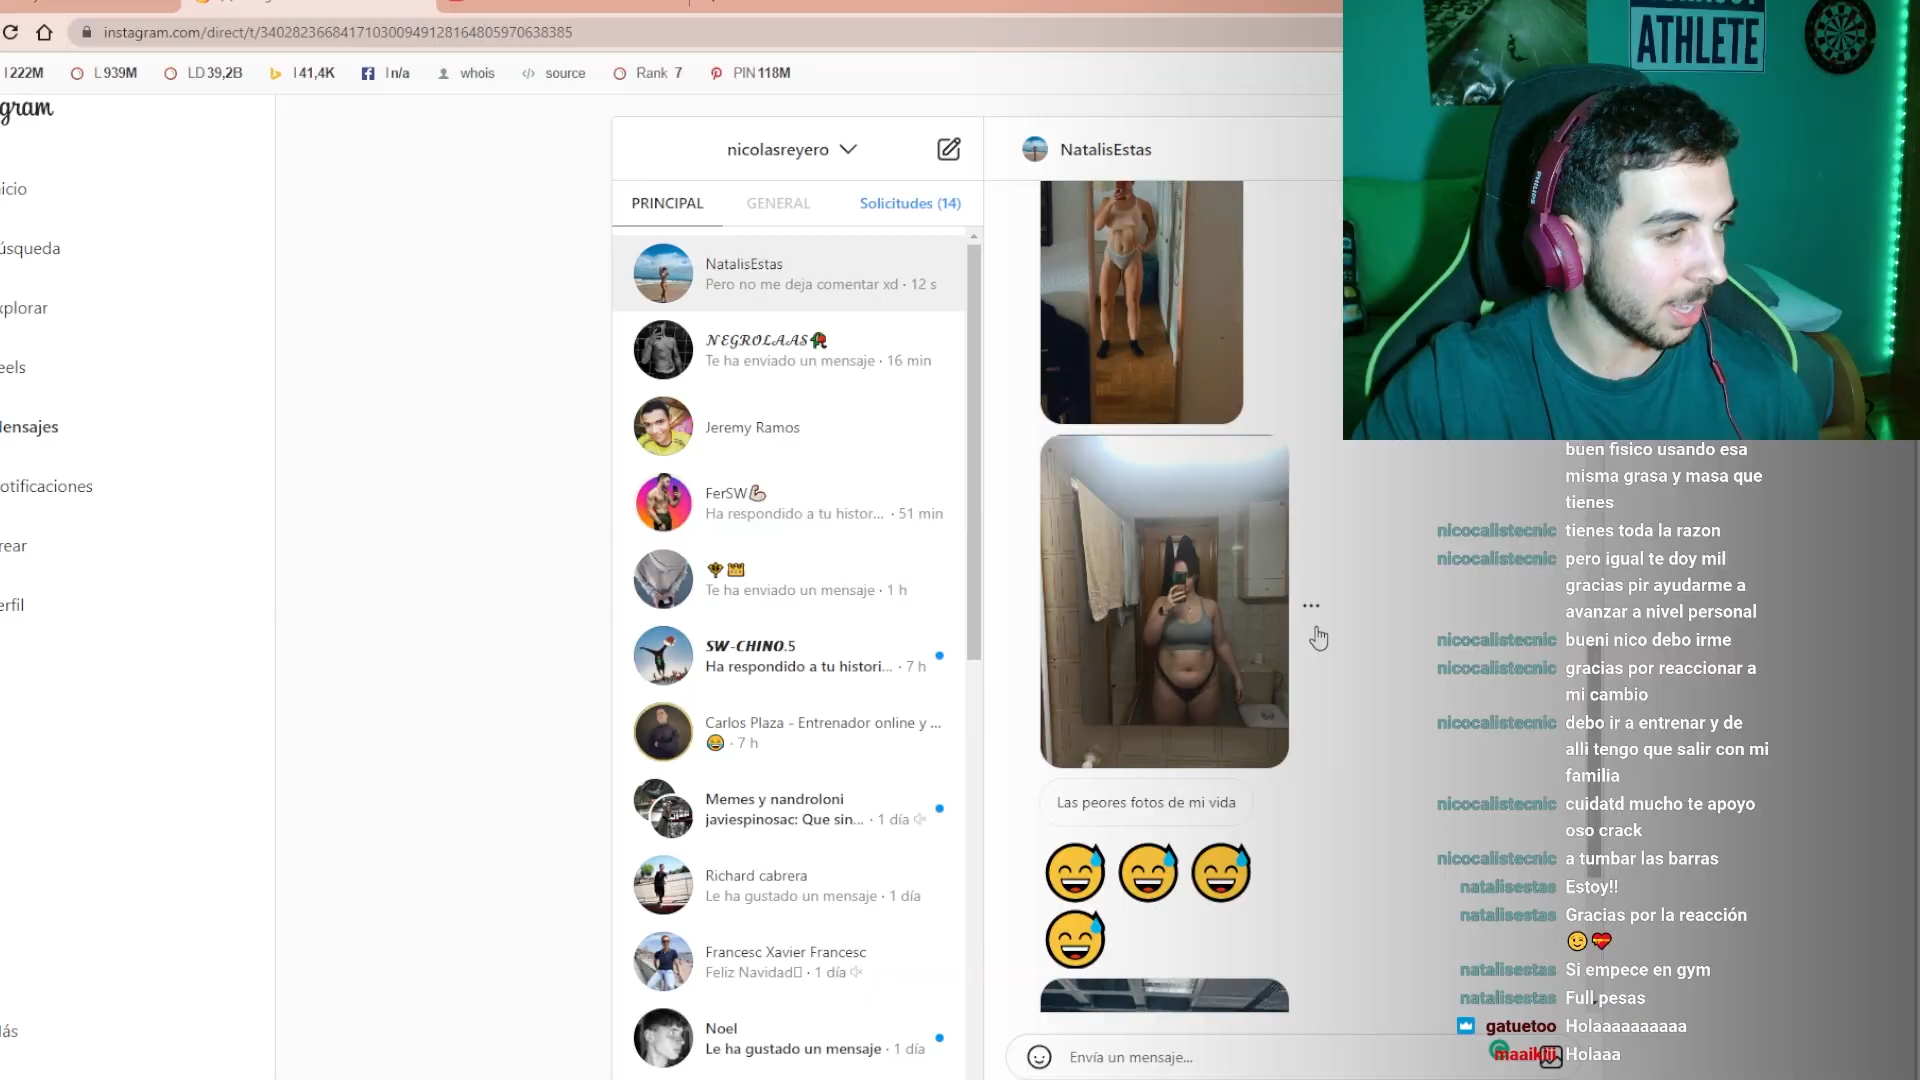 instagram.com/direct/t/340282366841710300949128164805970638385
I 222M
L 939M
LD 39,2B
I 41,4K
I n/a
whois
source
Rank 7
PIN 118M
gram
icio
úsqueda
xplorar
eels
ensajes
otificaciones
rear
erfil
ás
nicolasreyero
PRINCIPAL
GENERAL
Solicitudes (14)
NatalisEstas
Pero no me deja comentar xd · 12 s
NEGROLAAS🥀
Te ha enviado un mensaje · 16 min
Jeremy Ramos
FerSW💪
Ha respondido a tu histor... · 51 min
Te ha enviado un mensaje · 1 h
SW-CHINO.5
Ha respondido a tu histori... · 7 h
Carlos Plaza - Entrenador online y ...
😂 · 7 h
Memes y nandroloni
javiespinosac: Que sin... · 1 día
Richard cabrera
Le ha gustado un mensaje · 1 día
Francesc Xavier Francesc
Feliz Navidad · 1 día
Noel
Le ha gustado un mensaje · 1 día
NatalisEstas
Las peores fotos de mi vida
😅😅😅
😅
Envía un mensaje...
ATHLETE
PHILIPS
buen fisico usando esa
misma grasa y masa que
tienes
nicocalistecnic tienes toda la razon
nicocalistecnic pero igual te doy mil
gracias pir ayudarme a
avanzar a nivel personal
nicocalistecnic bueni nico debo irme
nicocalistecnic gracias por reaccionar a
mi cambio
nicocalistecnic debo ir a entrenar y de
alli tengo que salir con mi
familia
nicocalistecnic cuidatd mucho te apoyo
oso crack
nicocalistecnic a tumbar las barras
natalisestas Estoy!!
natalisestas Gracias por la reacción
😉💝
natalisestas Si empece en gym
natalisestas Full pesas
gatuetoo Holaaaaaaaaaa
Holaaa